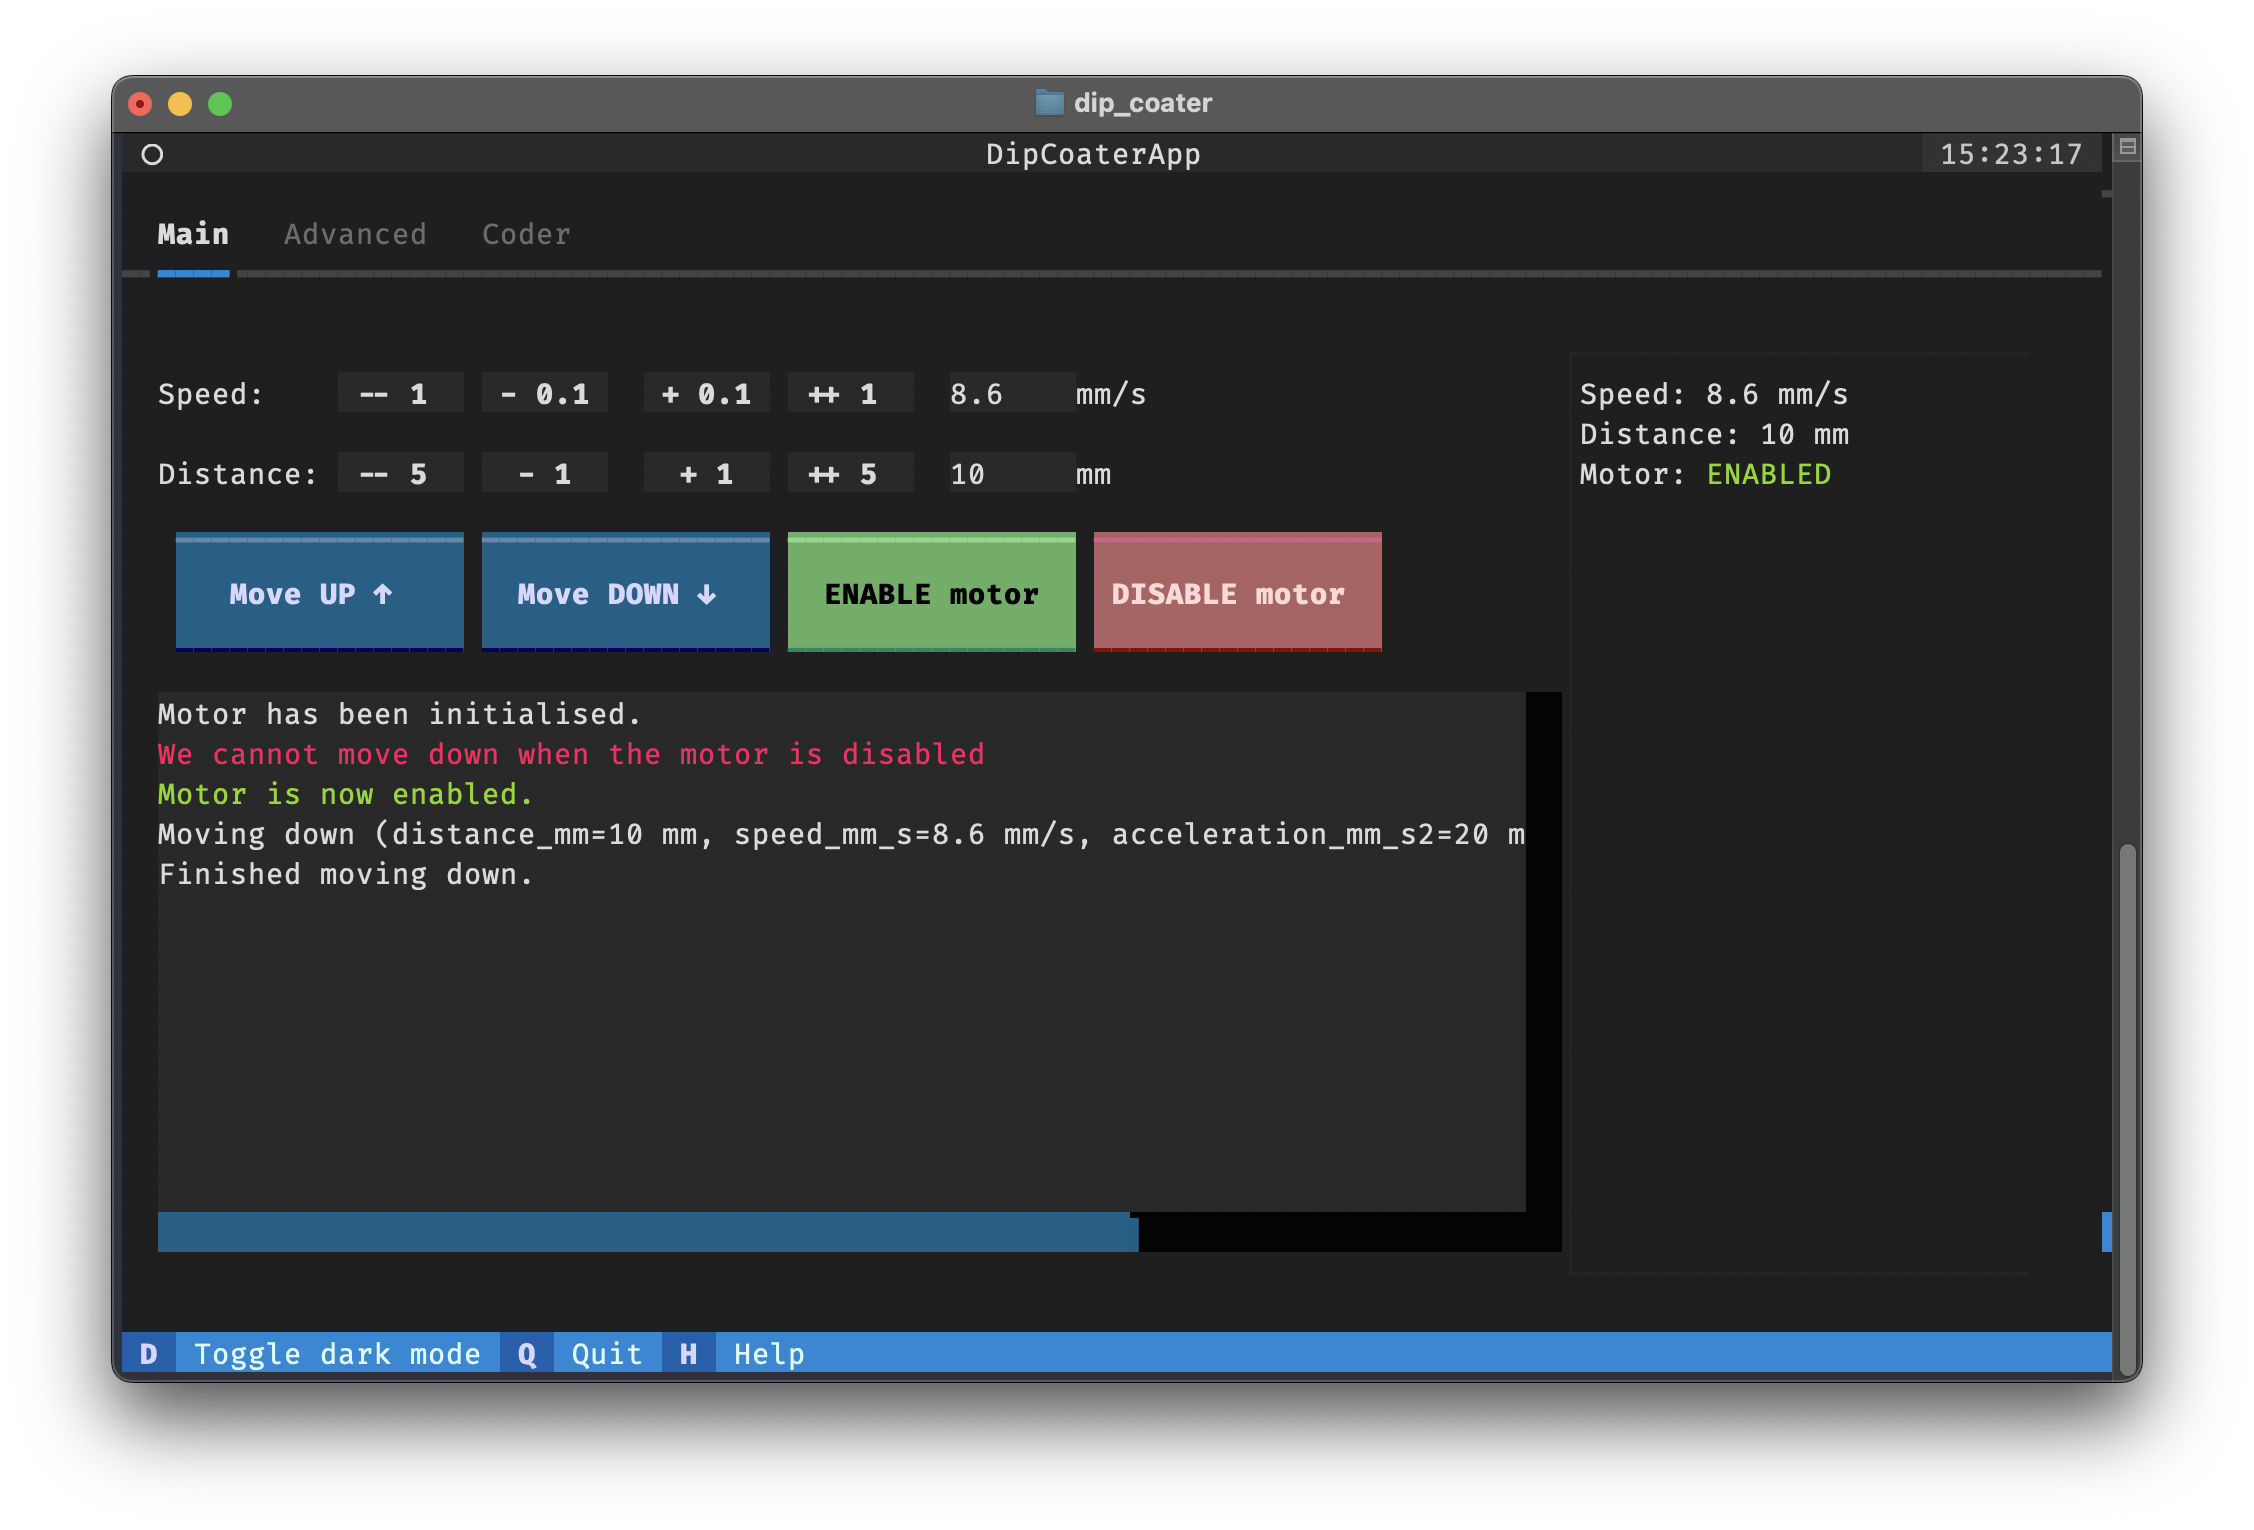 dip_coater
DipCoaterApp 15:23:17
Main Advanced Coder
Speed: -- 1 - 0.1 + 0.1 ++ 1 8.6 mm/s
Distance: -- 5 - 1 + 1 ++ 5 10 mm
Speed: 8.6 mm/s
Distance: 10 mm
Motor: ENABLED
Move UP ↑ Move DOWN ↓ ENABLE motor DISABLE motor
Motor has been initialised.
We cannot move down when the motor is disabled
Motor is now enabled.
Moving down (distance_mm=10 mm, speed_mm_s=8.6 mm/s, acceleration_mm_s2=20 m
Finished moving down.
D Toggle dark mode Q Quit H Help